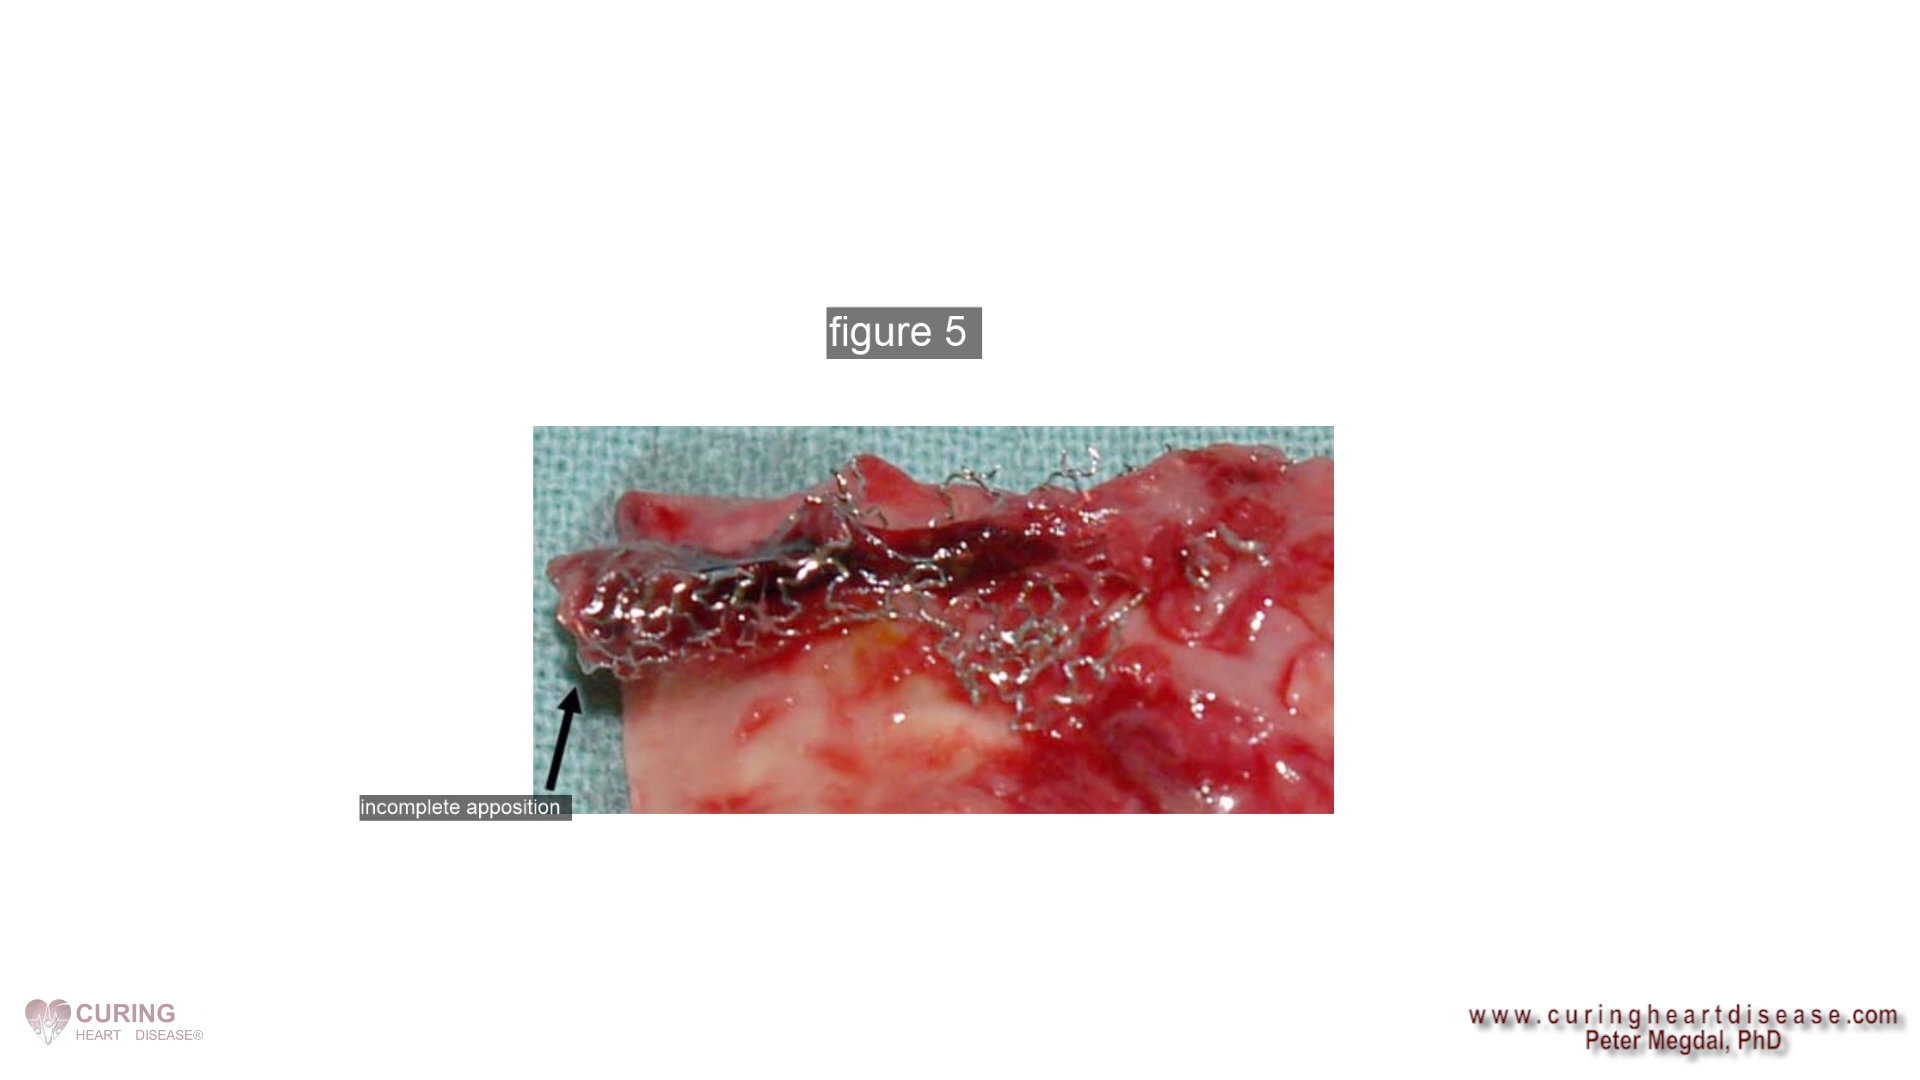 figure 5
incomplete apposition
CURING
HEART DISEASE®
www.curingheartdisease.com
Peter Megdal, PhD